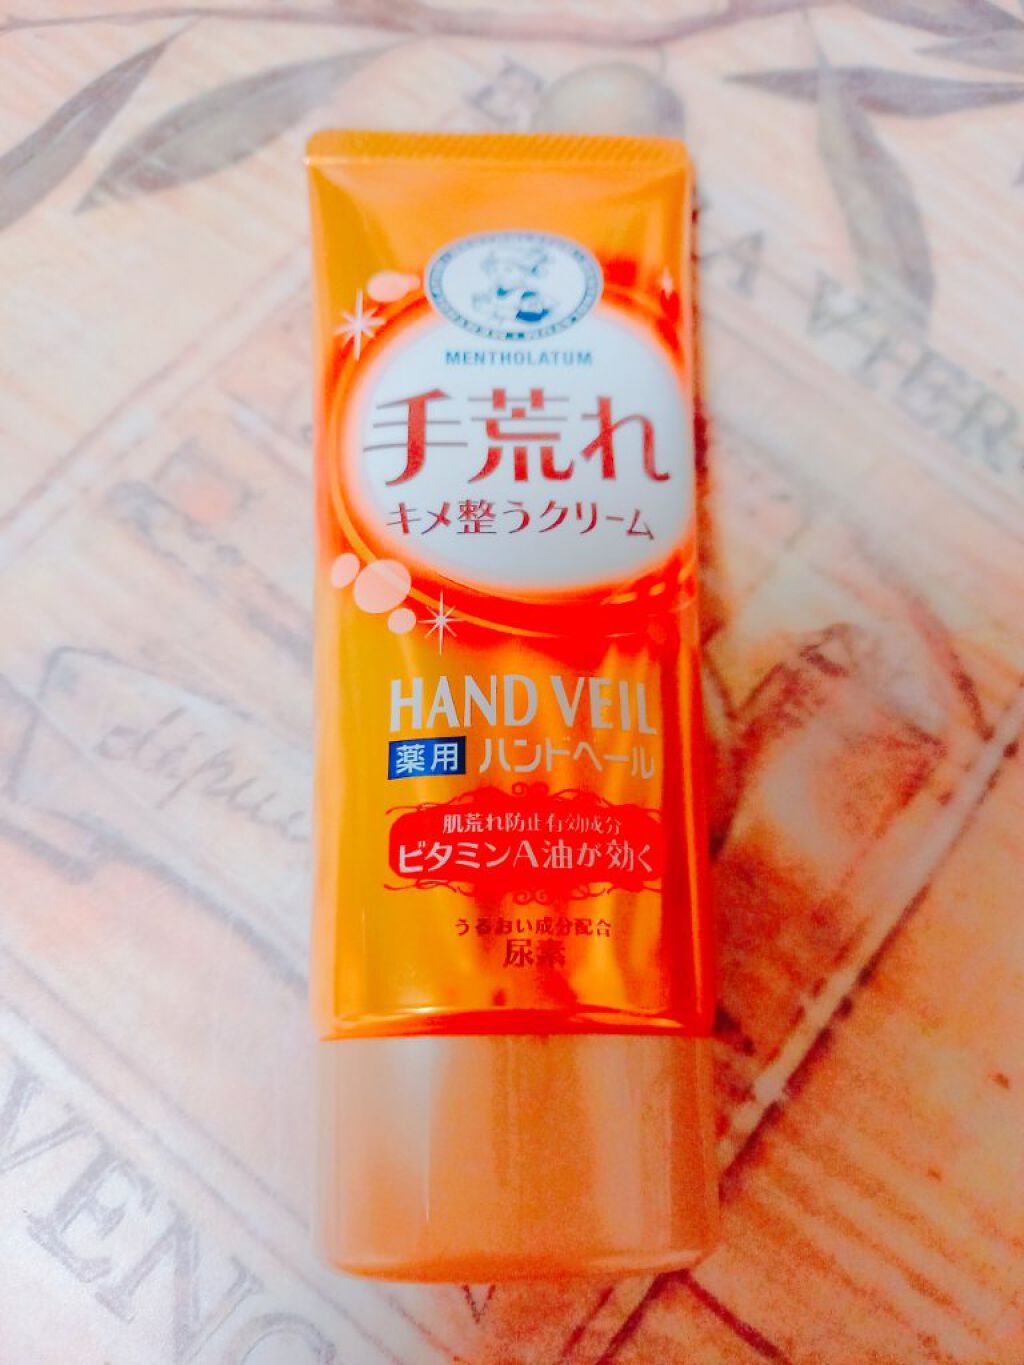 MENTHOLATUM
手荒れ
キメ整うクリーム
HAND VEIL
薬用 ハンドベール
肌荒れ防止有効成分
ビタミンA油が効く
うるおい成分配合
尿素
A VIER
VENO